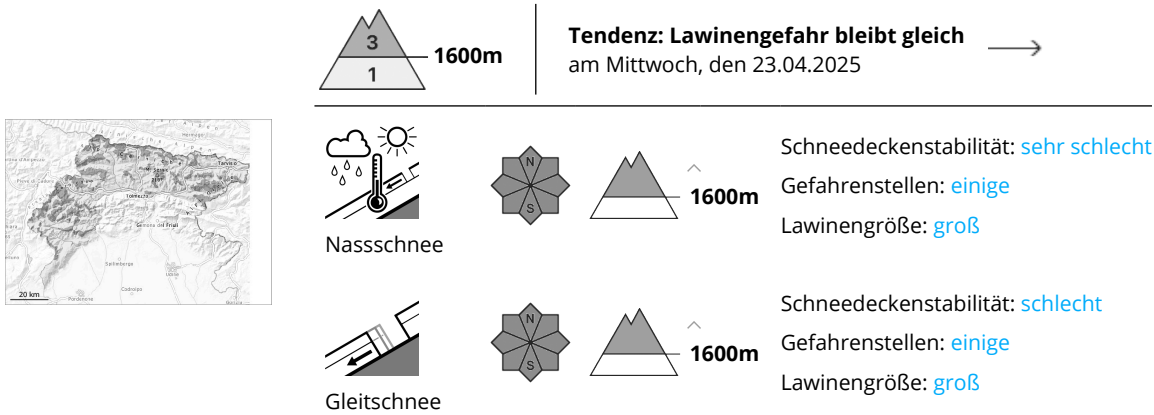 3
1
1600m
Tendenz: Lawinengefahr bleibt gleich
am Mittwoch, den 23.04.2025
Tarvisio
Tolmezzo
Gemona del Friuli
Spilimbergo
Udine
Codroipo
Pordenone
20 km
N
S
1600m
Schneedeckenstabilität: sehr schlecht
Gefahrenstellen: einige
Lawinengröße: groß
Nassschnee
N
S
1600m
Schneedeckenstabilität: schlecht
Gefahrenstellen: einige
Lawinengröße: groß
Gleitschnee